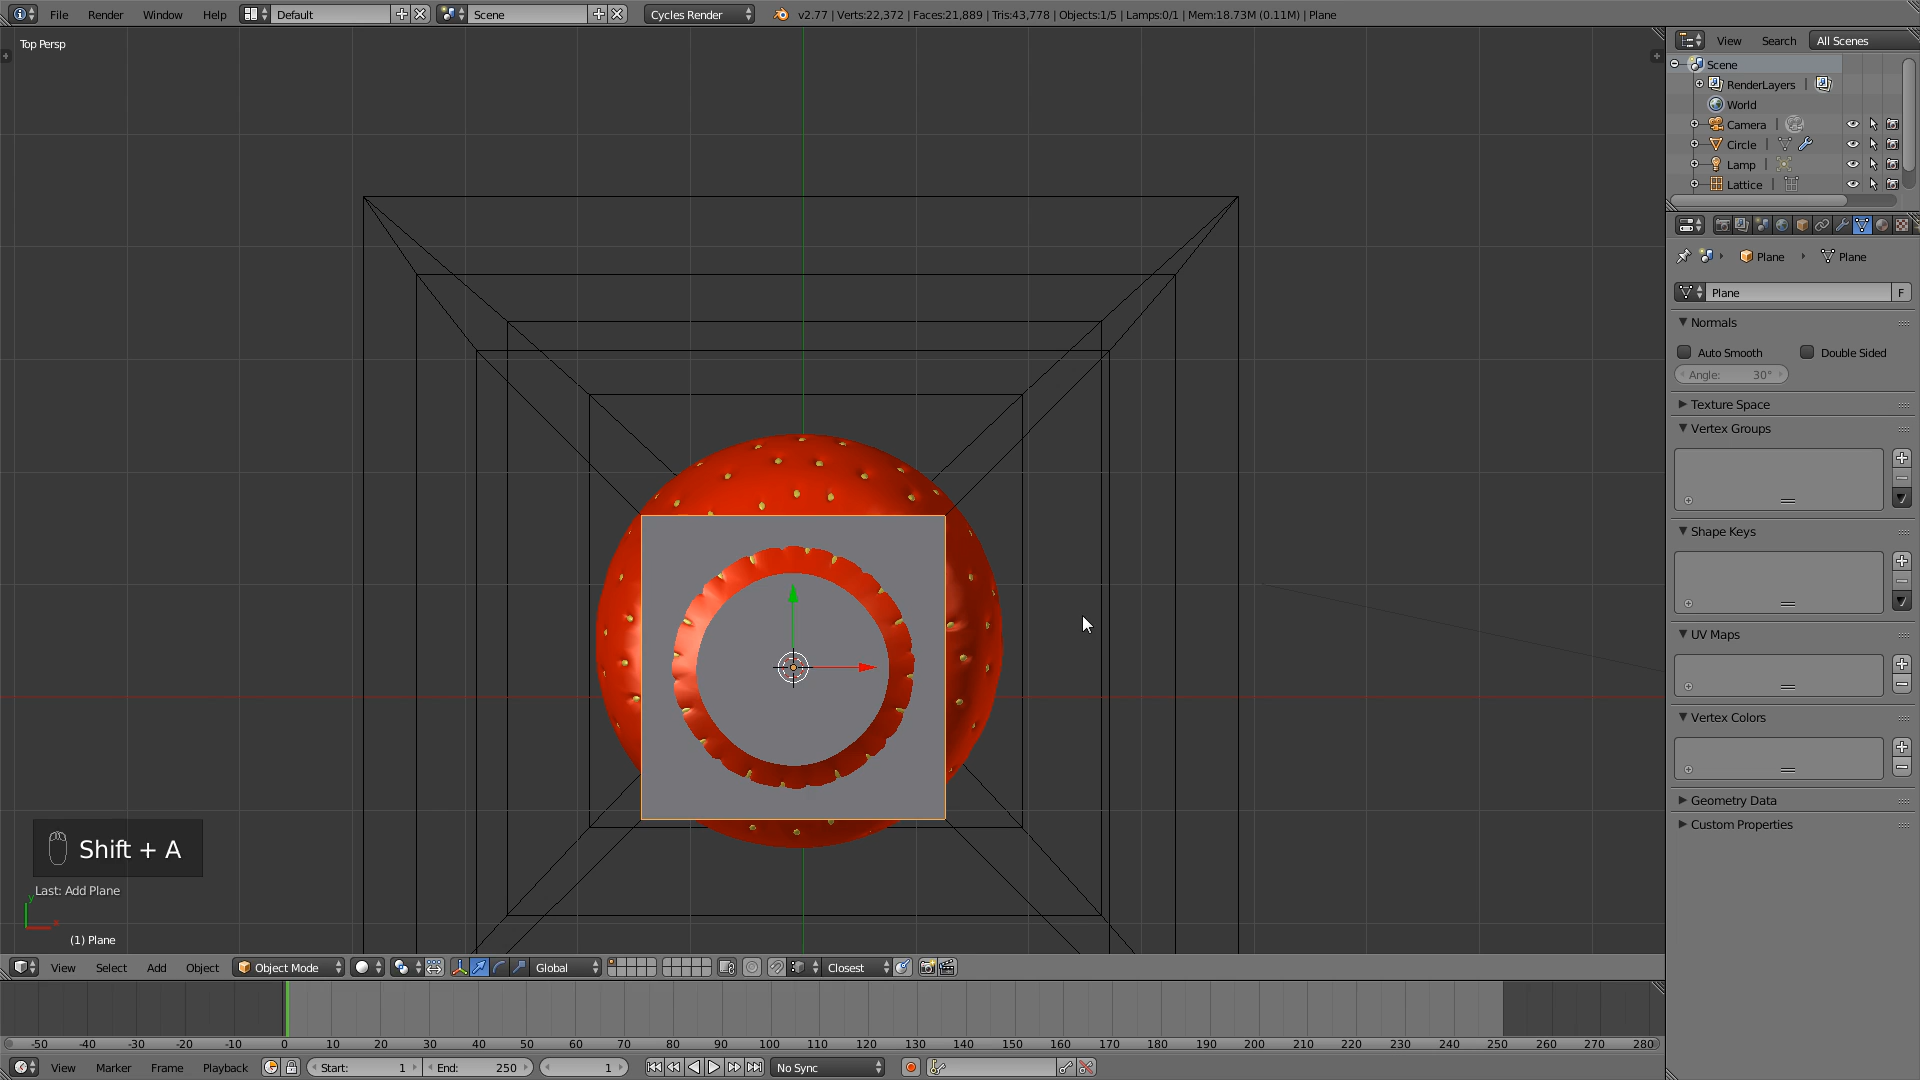 File Render Window Help Default Scene Cycles Render v2.77 | Verts:22,372 | Faces:21,889 | Tris:43,778 | Objects:1/5 | Lamps:0/1 | Mem:18.73M (0.11M) | Plane
Top Persp
View Search All Scenes
Scene
RenderLayers
World
Camera
Circle
Lamp
Lattice
Plane Plane
Plane F
Normals
Auto Smooth Double Sided
Angle: 30°
Texture Space
Vertex Groups
Shape Keys
UV Maps
Vertex Colors
Geometry Data
Custom Properties
Shift + A
Last: Add Plane
y
(1) Plane
View Select Add Object Object Mode Global Closest
-50 -40 -30 -20 -10 0 10 20 30 40 50 60 70 80 90 100 110 120 130 140 150 160 170 180 190 200 210 220 230 240 250 260 270 280
View Marker Frame Playback Start: 1 End: 250 1 No Sync